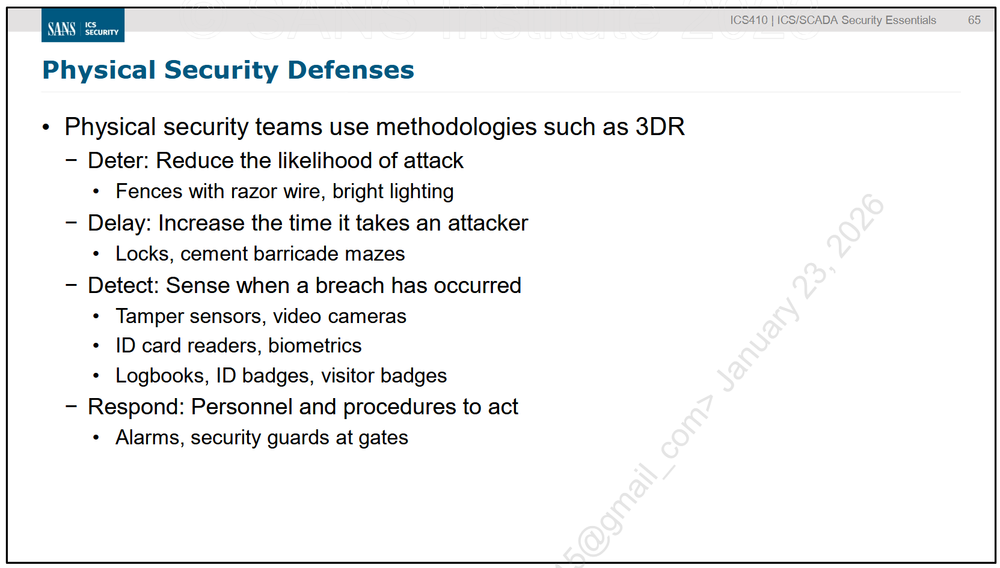 © SANS Institute 2026
SANS
ICS
SECURITY
ICS410 | ICS/SCADA Security Essentials 65
Physical Security Defenses
• Physical security teams use methodologies such as 3DR
– Deter: Reduce the likelihood of attack
• Fences with razor wire, bright lighting
– Delay: Increase the time it takes an attacker
• Locks, cement barricade mazes
– Detect: Sense when a breach has occurred
• Tamper sensors, video cameras
• ID card readers, biometrics
• Logbooks, ID badges, visitor badges
– Respond: Personnel and procedures to act
• Alarms, security guards at gates
5@gmail_com> January 23, 2026